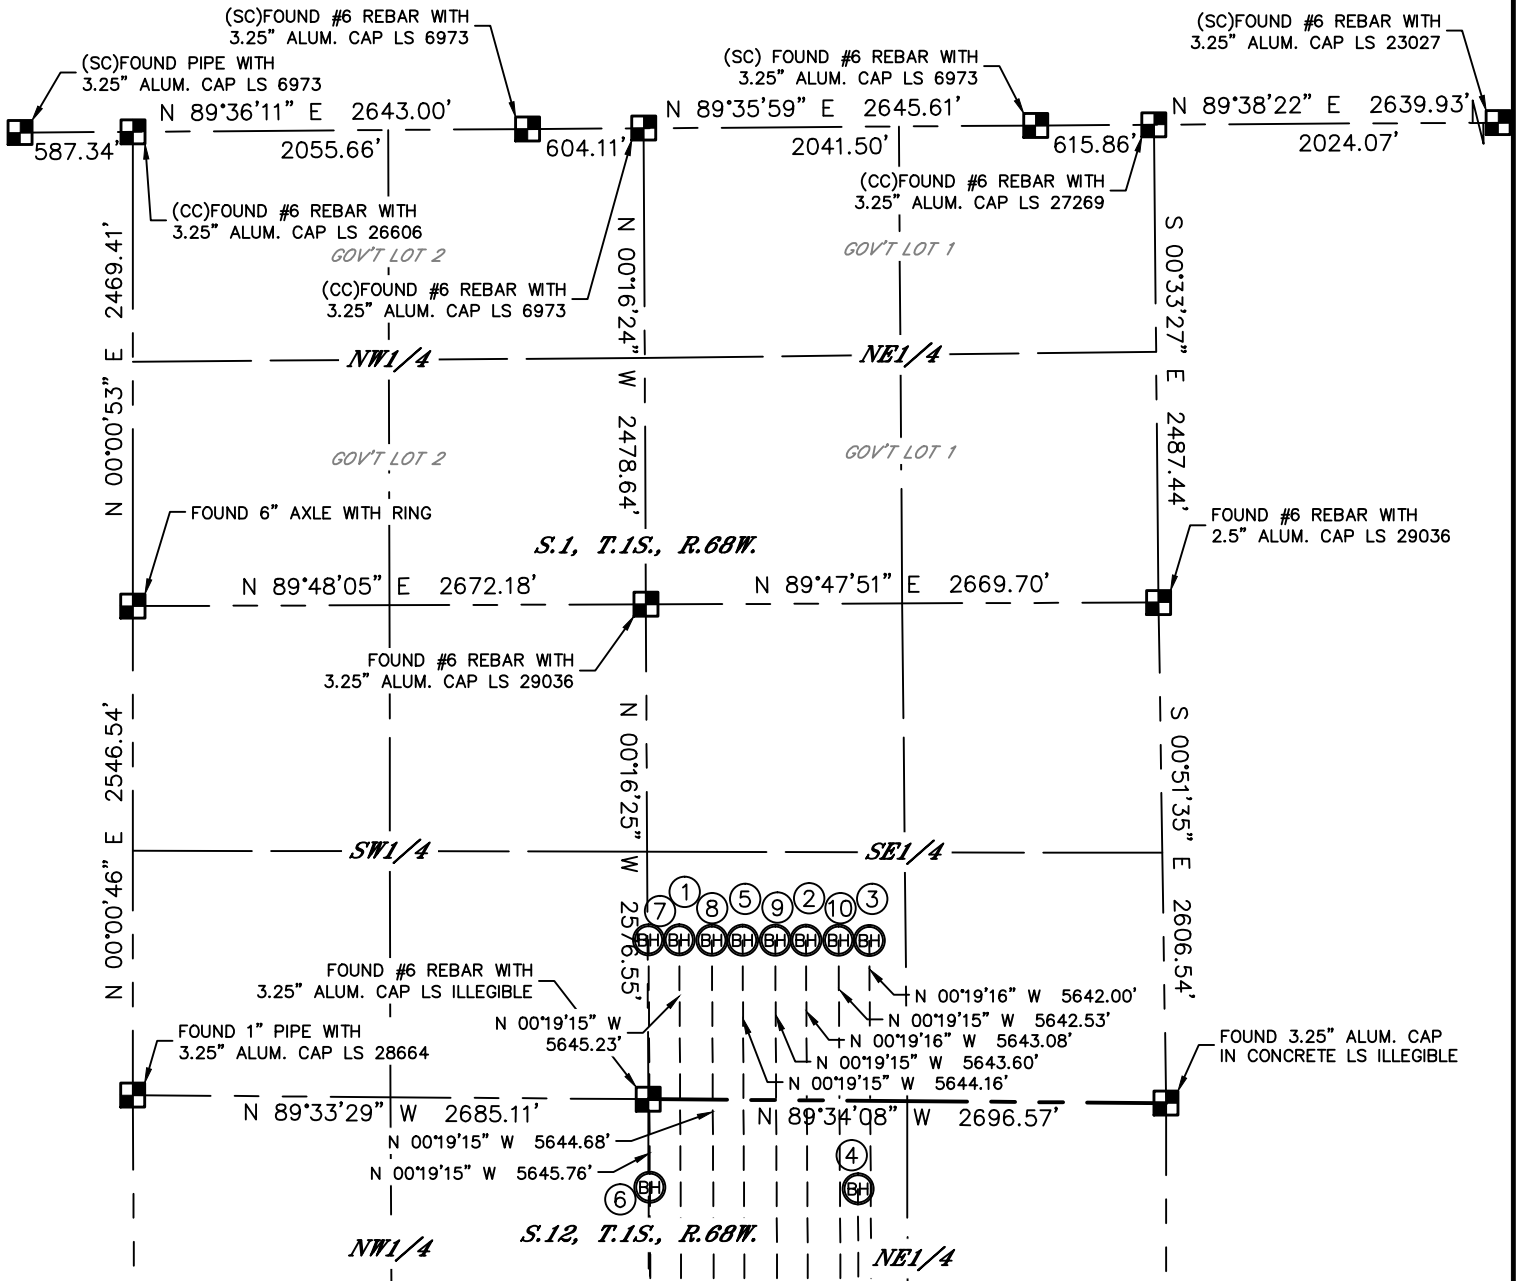 (SC)FOUND #6 REBAR WITH
3.25" ALUM. CAP LS 6973
(SC)FOUND #6 REBAR WITH
3.25" ALUM. CAP LS 23027
(SC)FOUND PIPE WITH
3.25" ALUM. CAP LS 6973
(SC) FOUND #6 REBAR WITH
3.25" ALUM. CAP LS 6973
N 89°36'11" E 2643.00'
N 89°35'59" E 2645.61'
N 89°38'22" E 2639.93'
587.34'
2055.66'
604.11'
2041.50'
615.86'
2024.07'
(CC)FOUND #6 REBAR WITH
3.25" ALUM. CAP LS 26606
(CC)FOUND #6 REBAR WITH
3.25" ALUM. CAP LS 27269
GOV'T LOT 2
GOV'T LOT 1
(CC)FOUND #6 REBAR WITH
3.25" ALUM. CAP LS 6973
N 00°00'53" E 2469.41'
N 00°16'24" W 2478.64'
S 00°33'27" E 2487.44'
NW1/4
NE1/4
GOV'T LOT 2
GOV'T LOT 1
FOUND 6" AXLE WITH RING
FOUND #6 REBAR WITH
2.5" ALUM. CAP LS 29036
S.1, T.1S., R.68W.
N 89°48'05" E 2672.18'
N 89°47'51" E 2669.70'
FOUND #6 REBAR WITH
3.25" ALUM. CAP LS 29036
N 00°00'46" E 2546.54'
N 00°16'25" W 2576.55'
S 00°51'35" E 2606.54'
SW1/4
SE1/4
7
1
8
5
9
2
10
3
BH
BH
BH
BH
BH
BH
BH
BH
FOUND #6 REBAR WITH
3.25" ALUM. CAP LS ILLEGIBLE
N 00°19'16" W 5642.00'
N 00°19'15" W 5642.53'
N 00°19'15" W
5645.23'
N 00°19'16" W 5643.08'
N 00°19'15" W 5643.60'
N 00°19'15" W 5644.16'
FOUND 1" PIPE WITH
3.25" ALUM. CAP LS 28664
FOUND 3.25" ALUM. CAP
IN CONCRETE LS ILLEGIBLE
N 89°33'29" W 2685.11'
N 89°34'08" W 2696.57'
N 00°19'15" W 5644.68'
N 00°19'15" W 5645.76'
4
BH
6
BH
S.12, T.1S., R.68W.
NW1/4
NE1/4